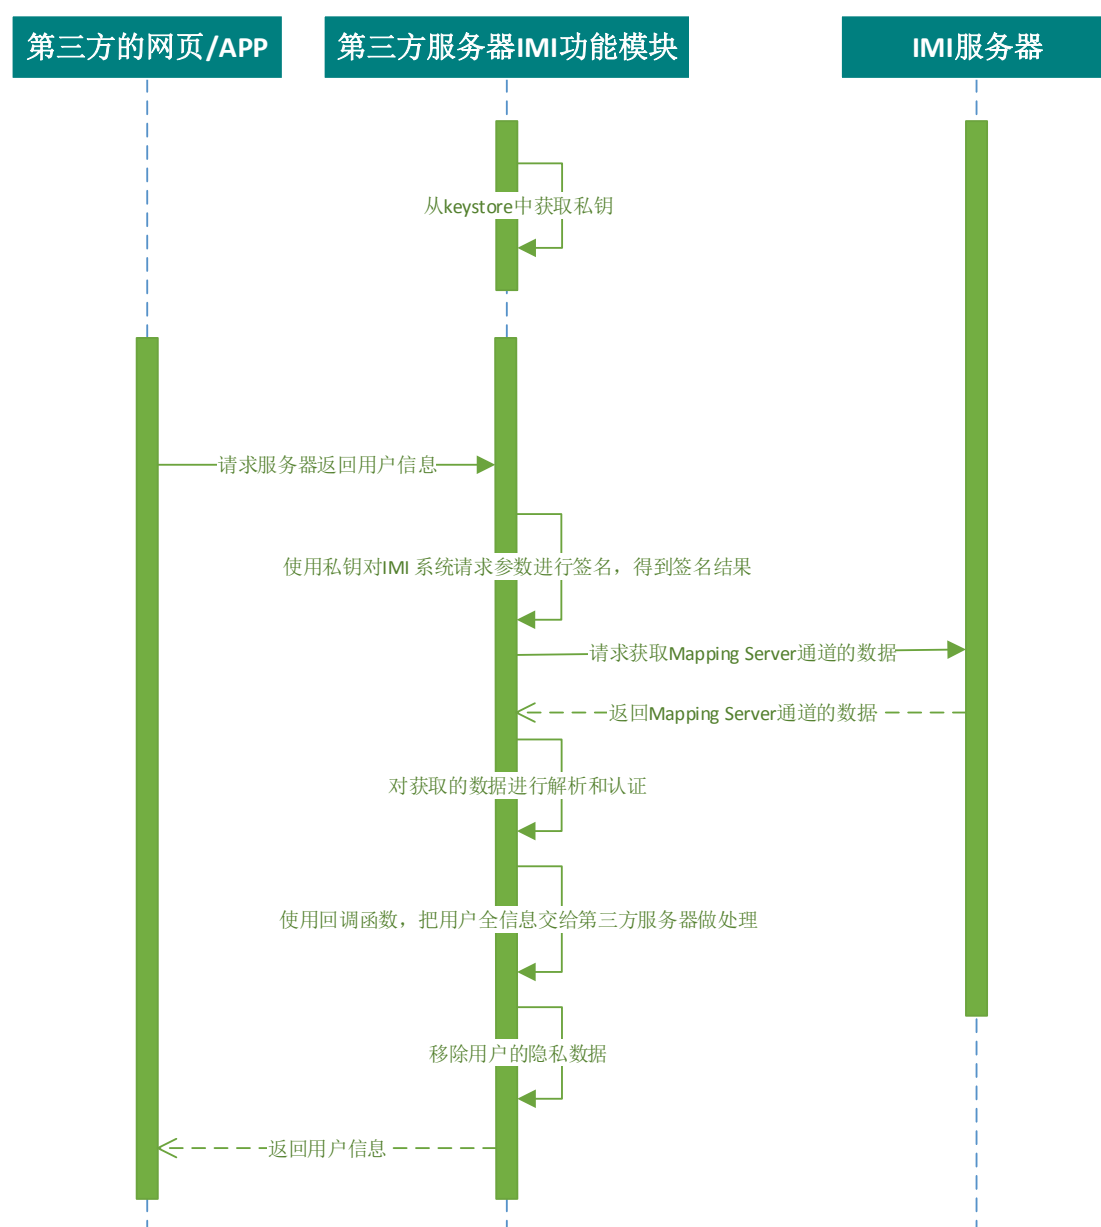 第三方的网页/APP
第三方服务器IMI功能模块
IMI服务器
从keystore中获取私钥
请求服务器返回用户信息
使用私钥对IMI 系统请求参数进行签名，得到签名结果
请求获取Mapping Server通道的数据
返回Mapping Server通道的数据
对获取的数据进行解析和认证
使用回调函数，把用户全信息交给第三方服务器做处理
移除用户的隐私数据
返回用户信息